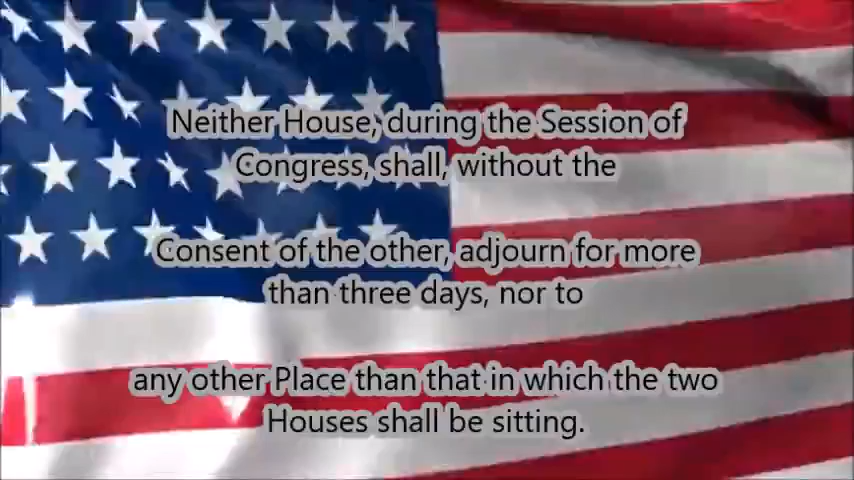 Neither House, during the Session of
Congress, shall, without the
Consent of the other, adjourn for more
than three days, nor to
any other Place than that in which the two
Houses shall be sitting.